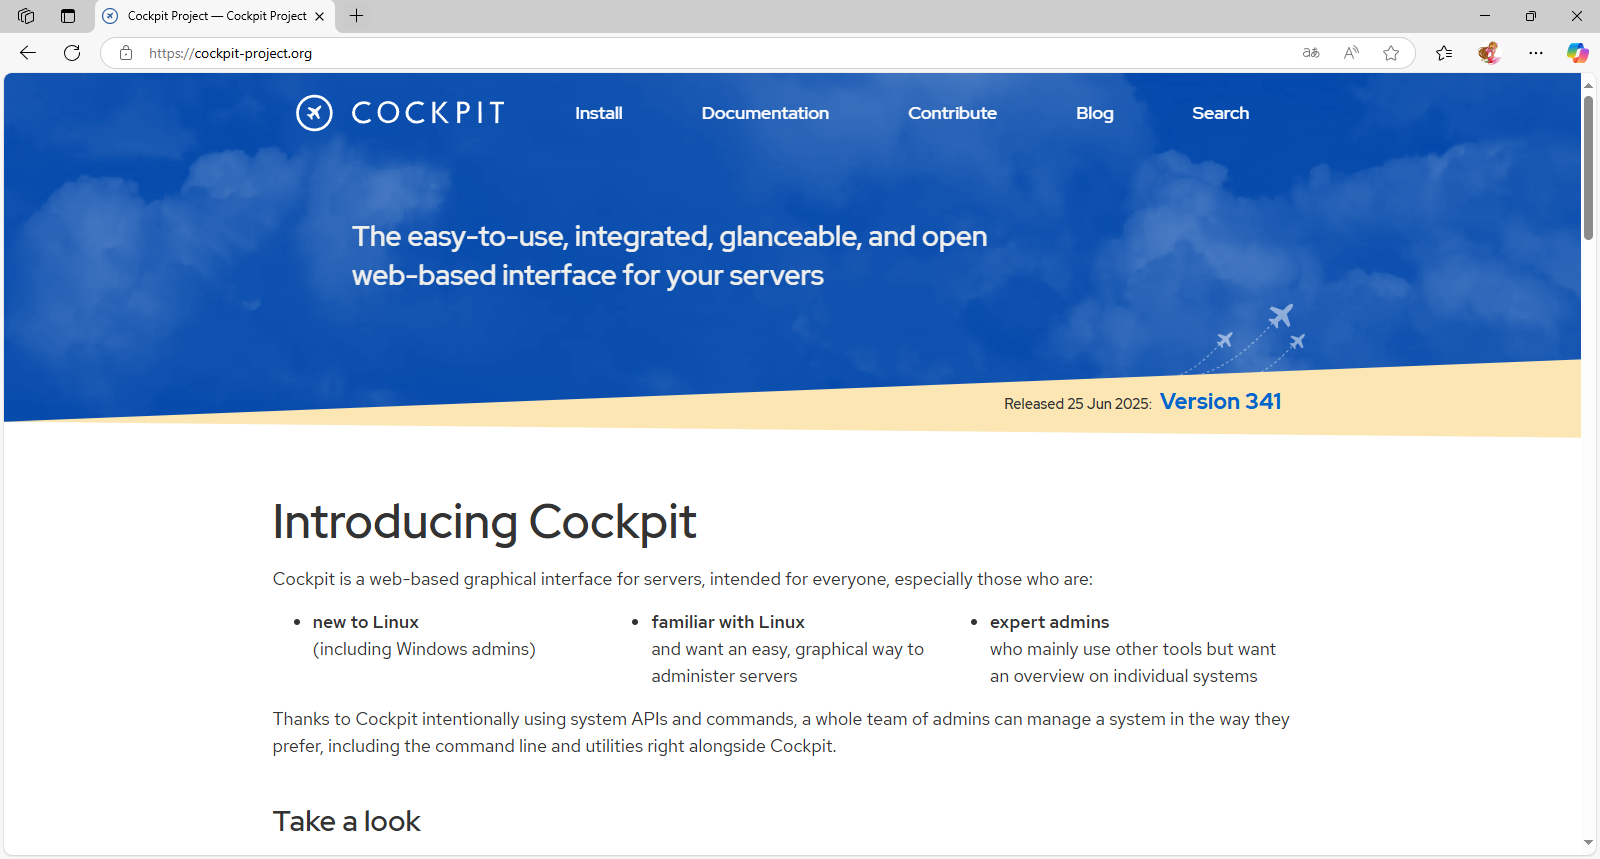 Cockpit Project — Cockpit Project
https://cockpit-project.org
COCKPIT
Install
Documentation
Contribute
Blog
Search
The easy-to-use, integrated, glanceable, and open
web-based interface for your servers
Released 25 Jun 2025: Version 341
Introducing Cockpit
Cockpit is a web-based graphical interface for servers, intended for everyone, especially those who are:
• new to Linux
(including Windows admins)
• familiar with Linux
and want an easy, graphical way to
administer servers
• expert admins
who mainly use other tools but want
an overview on individual systems
Thanks to Cockpit intentionally using system APIs and commands, a whole team of admins can manage a system in the way they
prefer, including the command line and utilities right alongside Cockpit.
Take a look